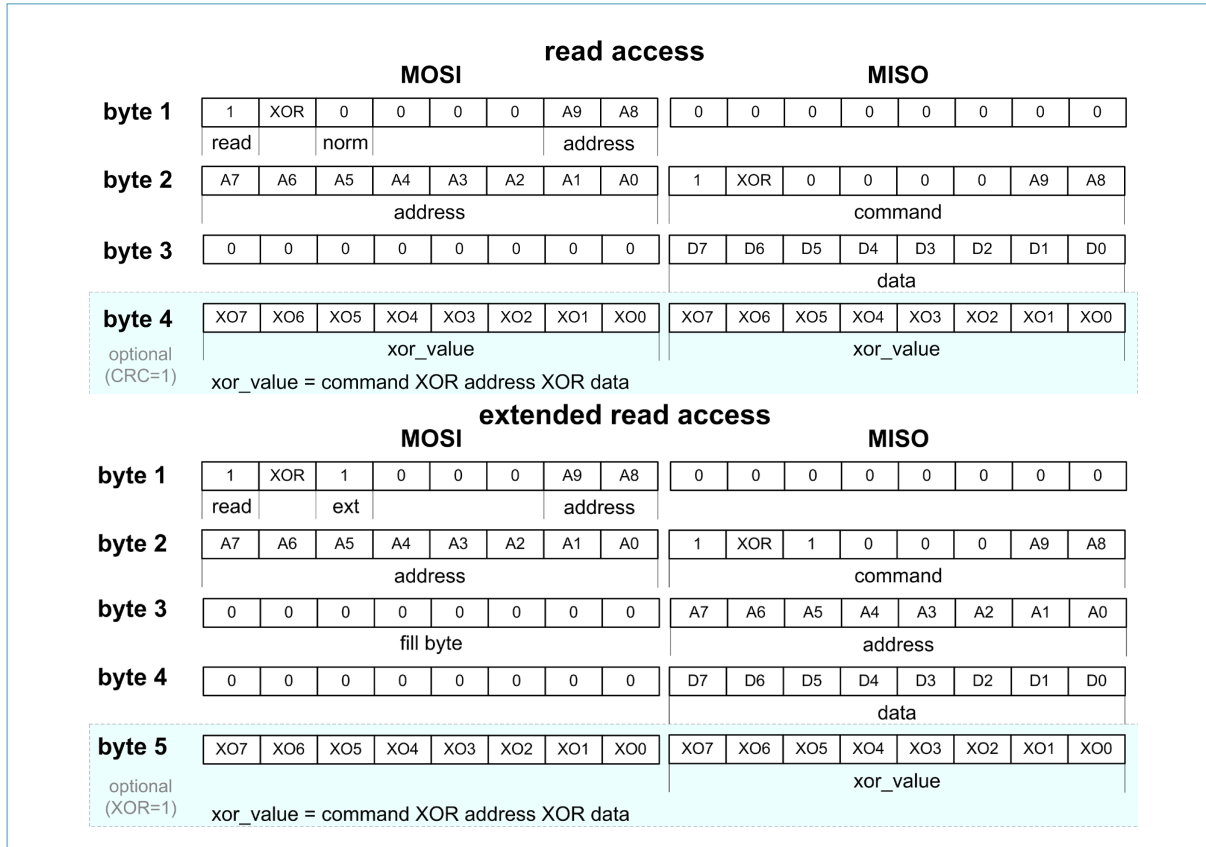 read access
MOSI MISO
byte 1 1 XOR 0 0 0 0 A9 A8 0 0 0 0 0 0 0 0
read norm address
byte 2 A7 A6 A5 A4 A3 A2 A1 A0 1 XOR 0 0 0 0 A9 A8
address command
byte 3 0 0 0 0 0 0 0 0 D7 D6 D5 D4 D3 D2 D1 D0
data
byte 4 XO7 XO6 XO5 XO4 XO3 XO2 XO1 XO0 XO7 XO6 XO5 XO4 XO3 XO2 XO1 XO0
optional xor_value xor_value
(CRC=1) xor_value = command XOR address XOR data
extended read access
MOSI MISO
byte 1 1 XOR 1 0 0 0 A9 A8 0 0 0 0 0 0 0 0
read ext address
byte 2 A7 A6 A5 A4 A3 A2 A1 A0 1 XOR 1 0 0 0 A9 A8
address command
byte 3 0 0 0 0 0 0 0 0 A7 A6 A5 A4 A3 A2 A1 A0
fill byte address
byte 4 0 0 0 0 0 0 0 0 D7 D6 D5 D4 D3 D2 D1 D0
data
byte 5 XO7 XO6 XO5 XO4 XO3 XO2 XO1 XO0 XO7 XO6 XO5 XO4 XO3 XO2 XO1 XO0
optional xor_value
(XOR=1) xor_value = command XOR address XOR data